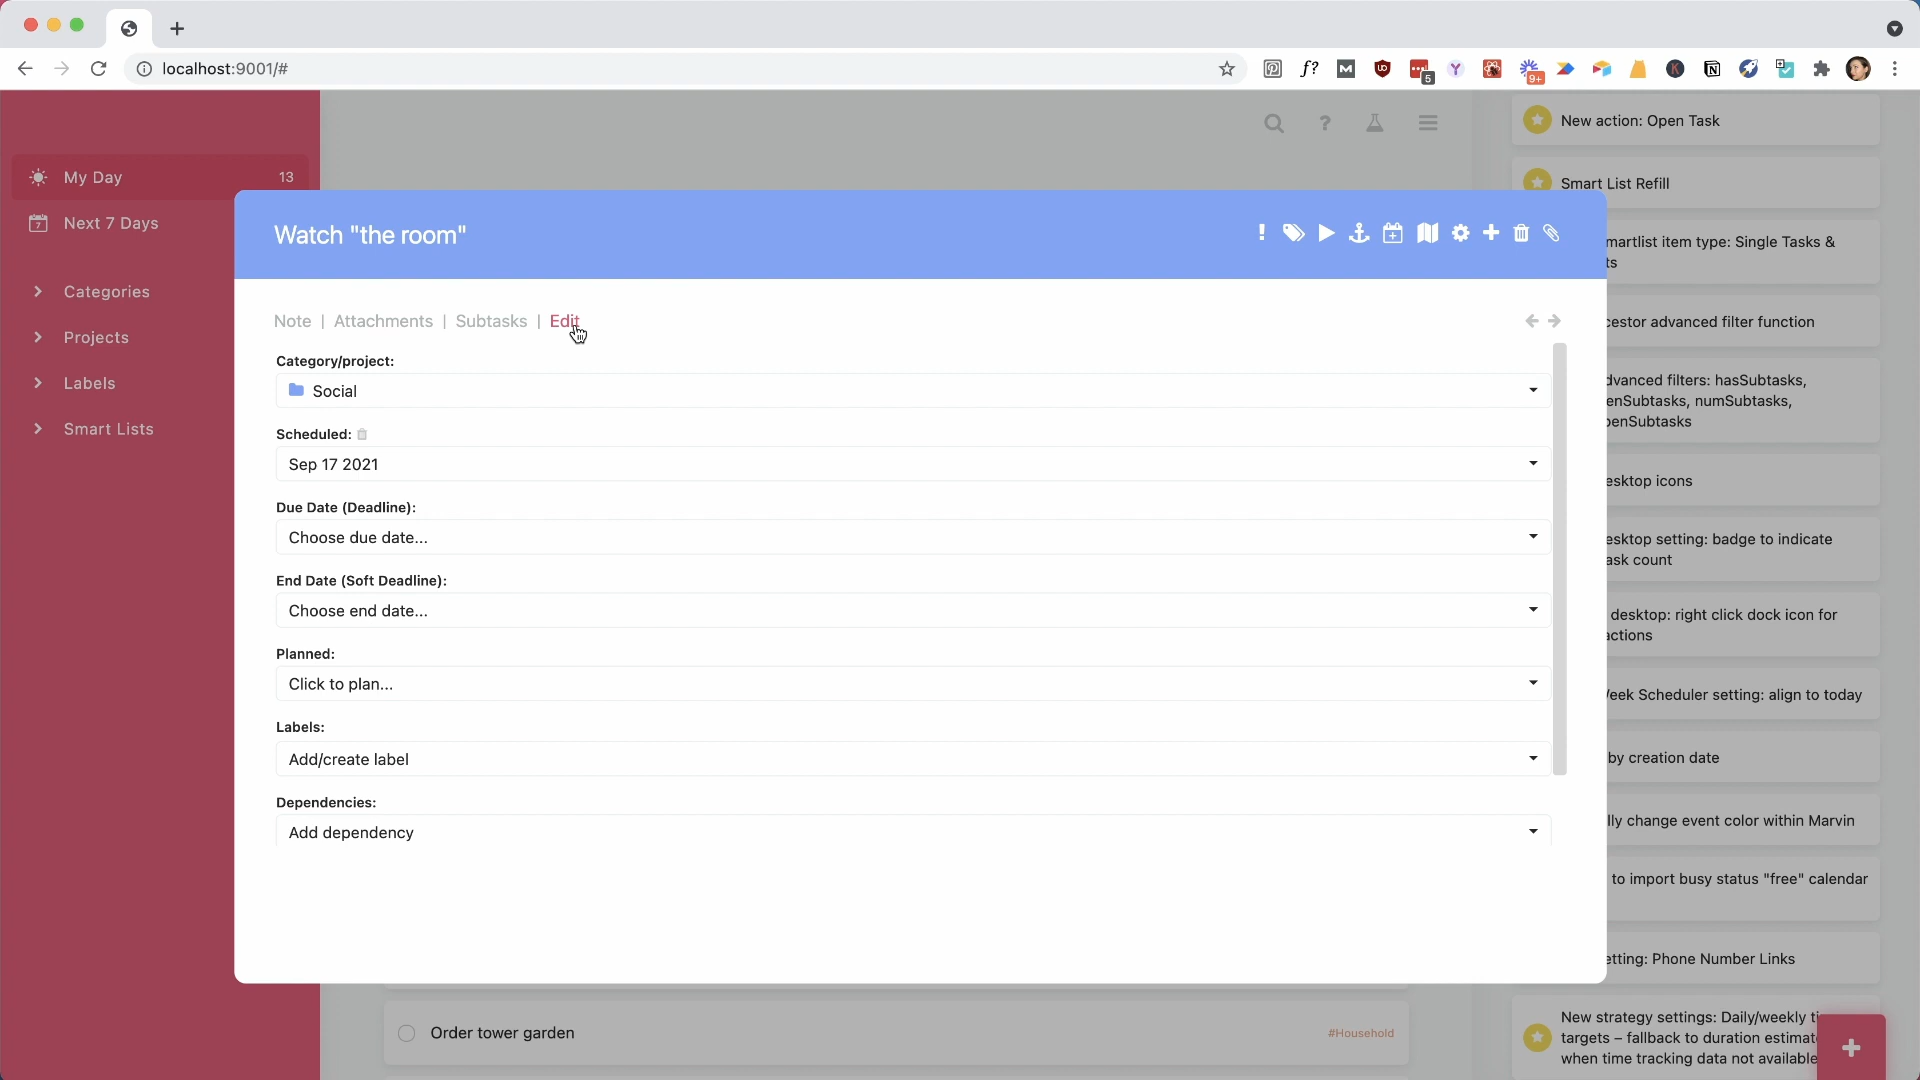 localhost:9001/#
f?
5
9+
My Day 13
7 Next 7 Days
Categories
Projects
Labels
Smart Lists
?
Watch "the room"
Note | Attachments | Subtasks | Edit
Category/project:
Social
Scheduled:
Sep 17 2021
Due Date (Deadline):
Choose due date...
End Date (Soft Deadline):
Choose end date...
Planned:
Click to plan...
Labels:
Add/create label
Dependencies:
Add dependency
Order tower garden #Household
New action: Open Task
Smart List Refill
martlist item type: Single Tasks &
ts
cestor advanced filter function
dvanced filters: hasSubtasks,
enSubtasks, numSubtasks,
enSubtasks
esktop icons
esktop setting: badge to indicate
ask count
desktop: right click dock icon for
actions
eek Scheduler setting: align to today
by creation date
lly change event color within Marvin
to import busy status "free" calendar
etting: Phone Number Links
New strategy settings: Daily/weekly ti
targets – fallback to duration estimat
when time tracking data not available